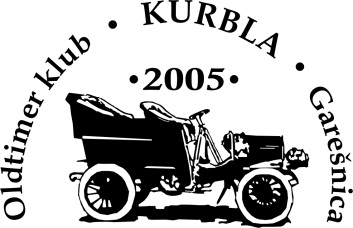 Oldtimer klub • KURBLA • Garešnica
•2005•